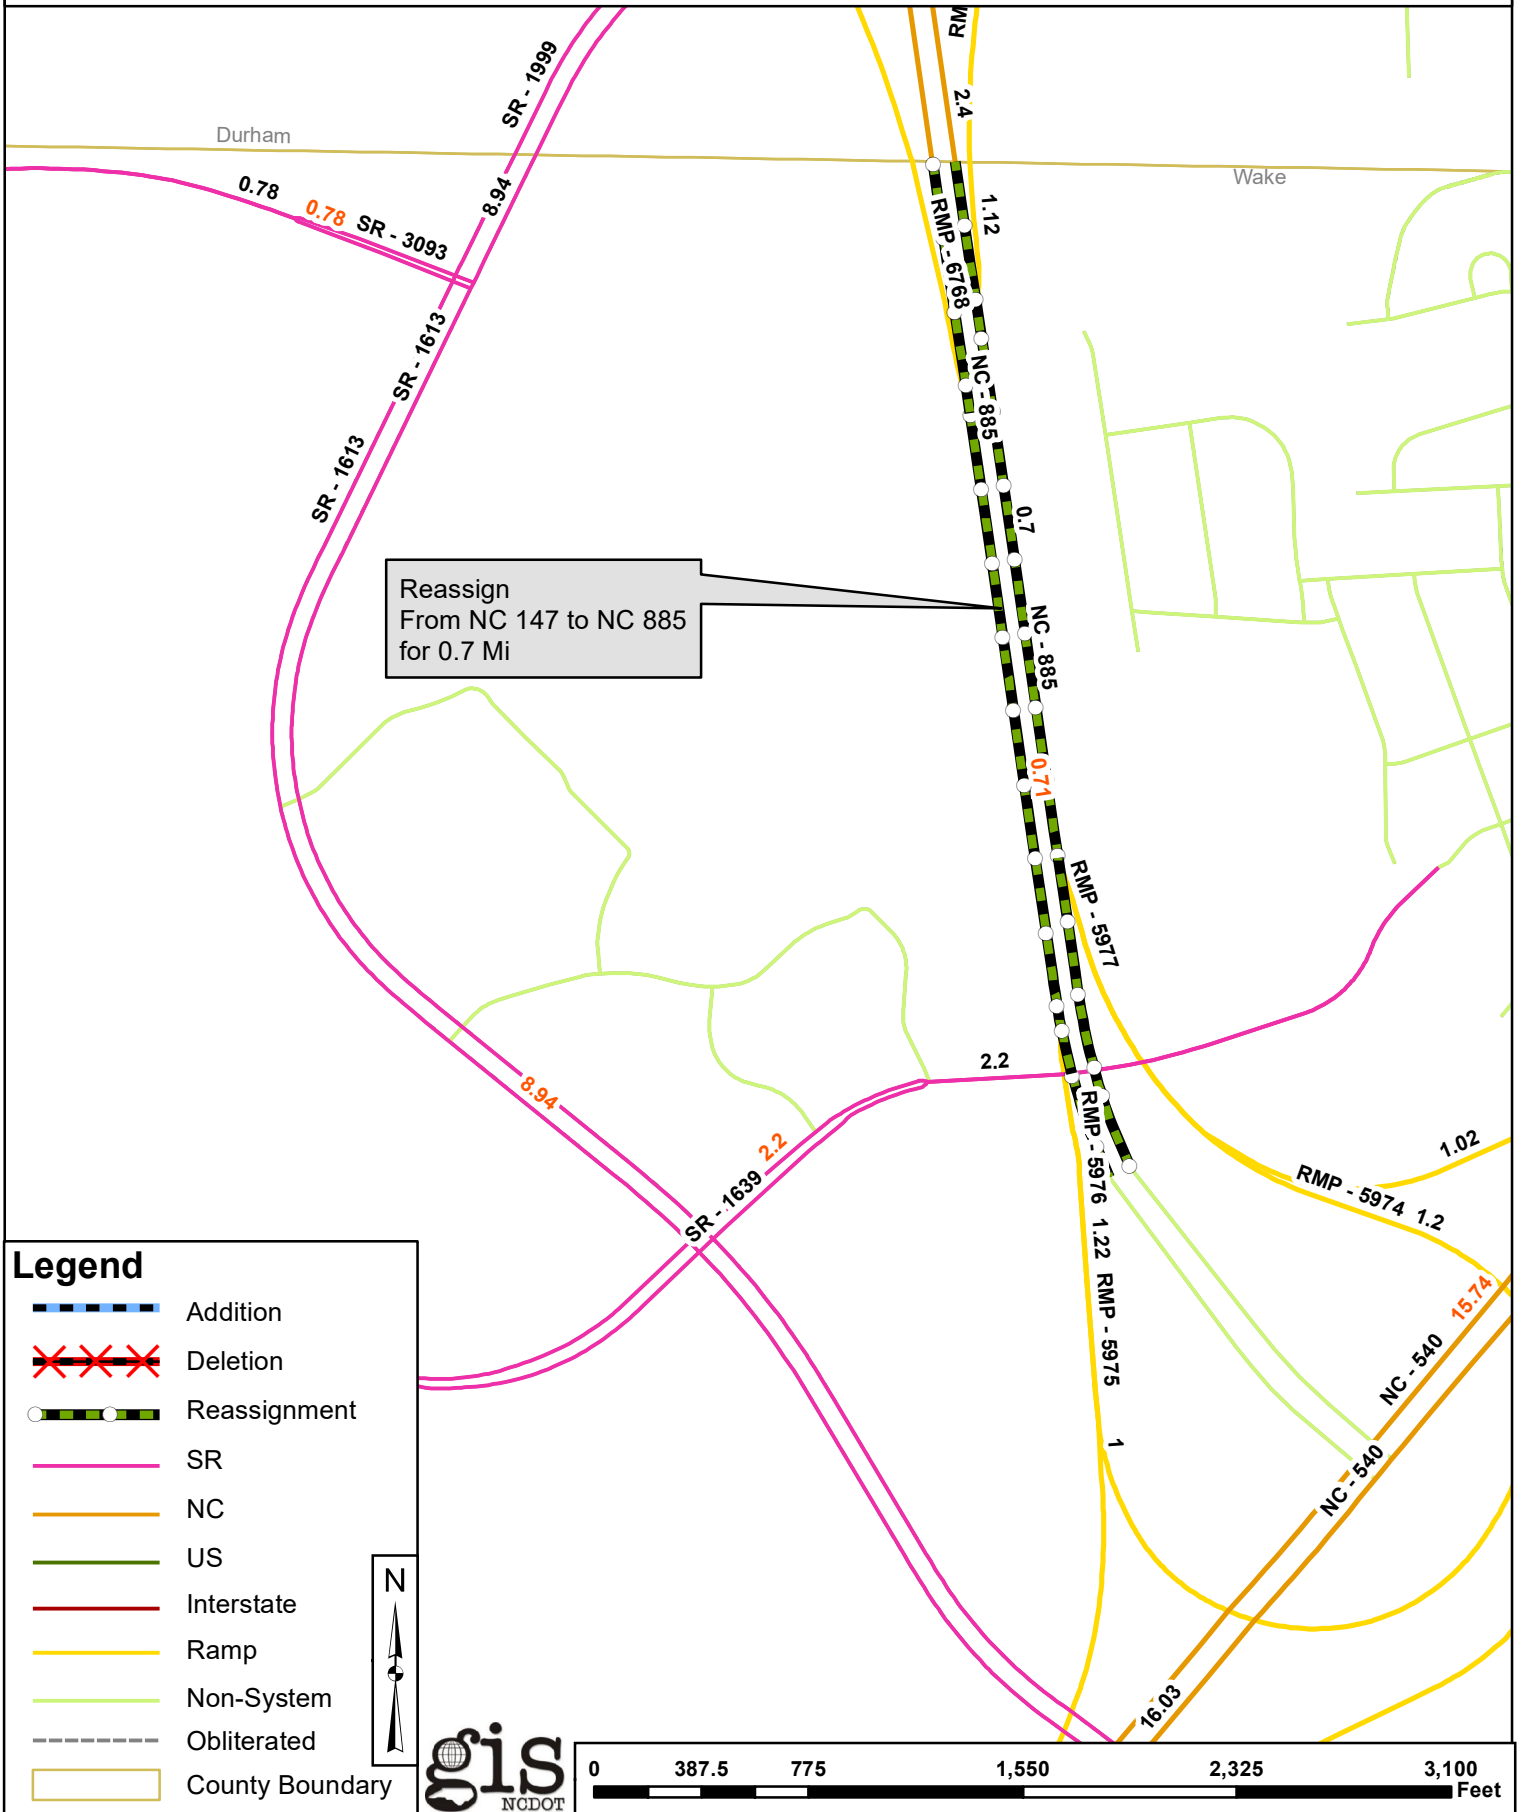 RM
SR - 1999
2.4
Durham
Wake
0.78
0.78
SR - 3093
8.94
1.12
RMP - 6768
SR - 1613
NC - 885
SR - 1613
0.7
Reassign
From NC 147 to NC 885
for 0.7 Mi
NC - 885
0.71
RMP - 5977
2.2
8.94
2.2
SR - 1639
RMP - 5976
1.22
RMP - 5975
1
1.02
RMP - 5974
1.2
15.74
NC - 540
NC - 540
16.03
Legend
Addition
Deletion
Reassignment
SR
NC
US
Interstate
Ramp
Non-System
Obliterated
County Boundary
N
gis
NCDOT
0 387.5 775 1,550 2,325 3,100
Feet